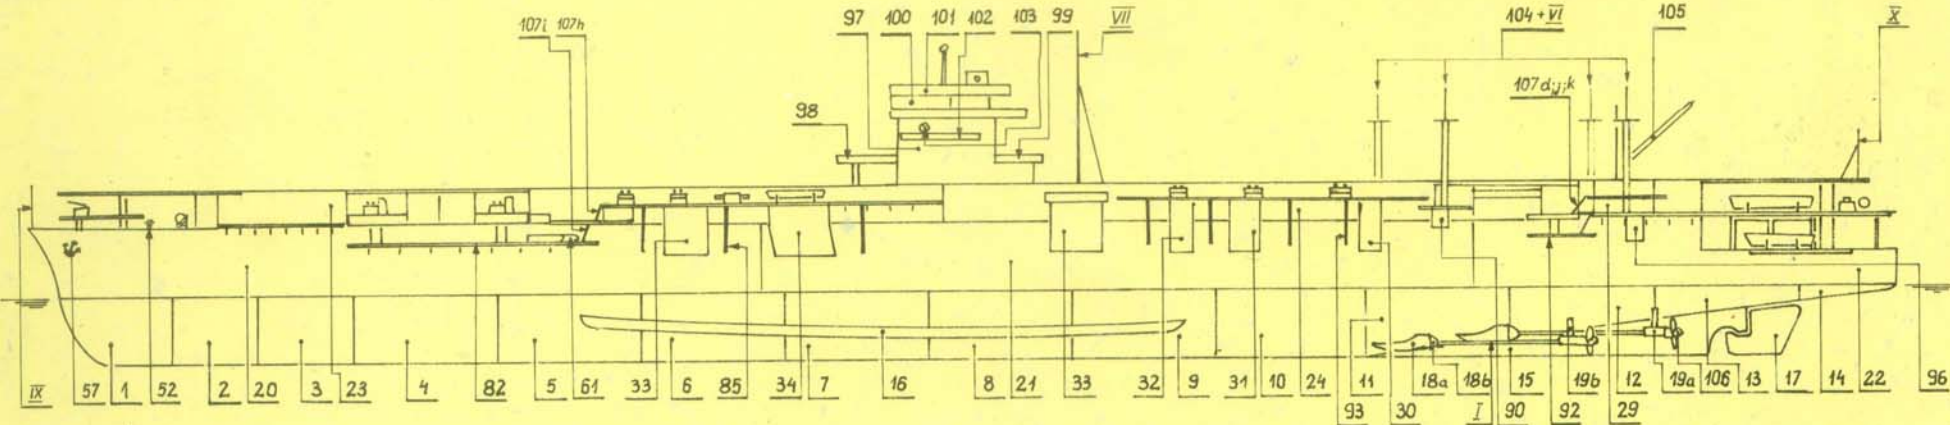 107i 107h 97 100 101 102 103 99 VII 104+VI 105 X
98 107d;j;k
IX 57 1 52 2 20 3 23 4 82 5 61 33 6 85 34 7 16 8 21 33 32 9 31 10 24 11 18a 18b 15 19b 12 19a 106 13 17 14 22 96
93 30 I 90 92 29